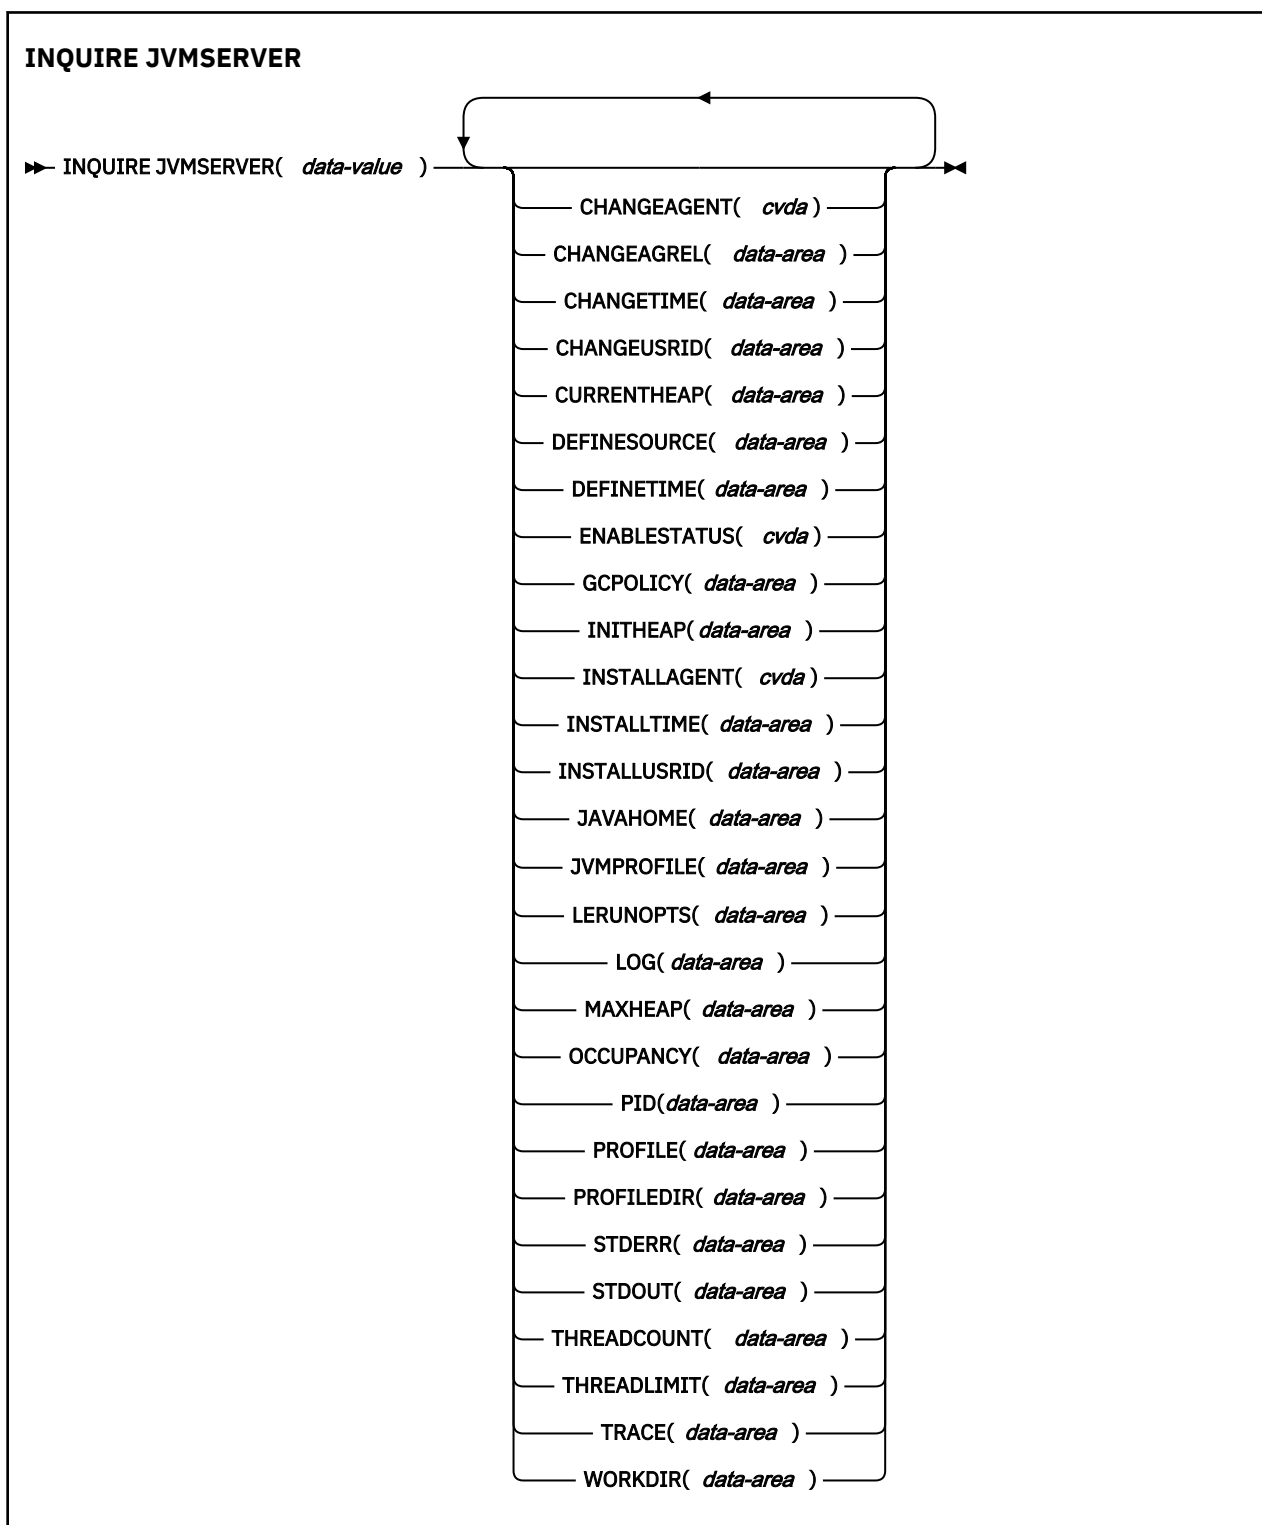 INQUIRE JVMSERVER
INQUIRE JVMSERVER( data-value )
CHANGEAGENT( cvda )
CHANGEAGREL( data-area )
CHANGETIME( data-area )
CHANGEUSRID( data-area )
CURRENTHEAP( data-area )
DEFINESOURCE( data-area )
DEFINETIME( data-area )
ENABLESTATUS( cvda )
GCPOLICY( data-area )
INITHEAP( data-area )
INSTALLAGENT( cvda )
INSTALLTIME( data-area )
INSTALLUSRID( data-area )
JAVAHOME( data-area )
JVMPROFILE( data-area )
LERUNOPTS( data-area )
LOG( data-area )
MAXHEAP( data-area )
OCCUPANCY( data-area )
PID(data-area )
PROFILE( data-area )
PROFILEDIR( data-area )
STDERR( data-area )
STDOUT( data-area )
THREADCOUNT( data-area )
THREADLIMIT( data-area )
TRACE( data-area )
WORKDIR( data-area )